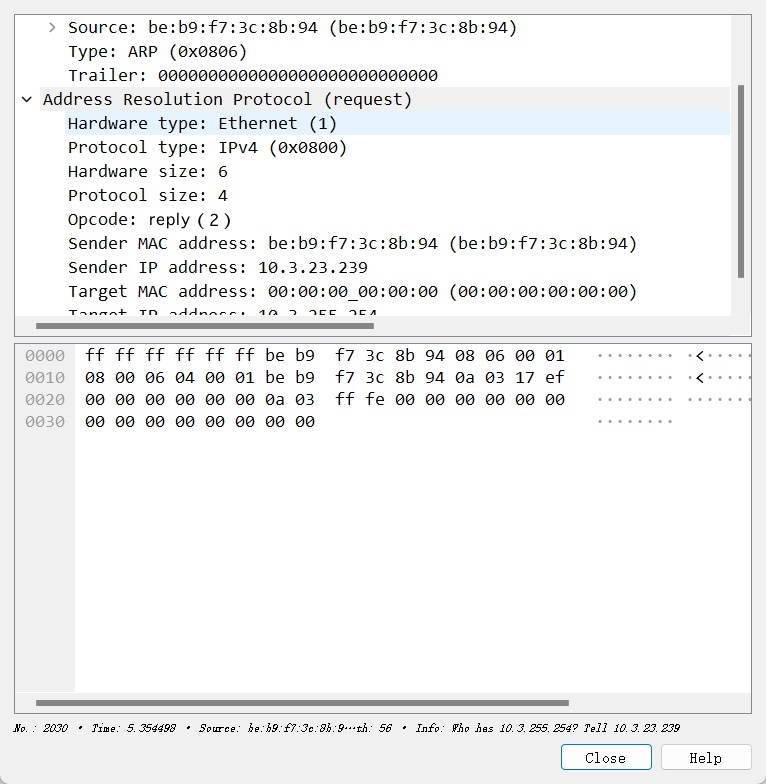 Source: be:b9:f7:3c:8b:94 (be:b9:f7:3c:8b:94)
Type: ARP (0x0806)
Trailer: 0000000000000000000000000000
Address Resolution Protocol (request)
Hardware type: Ethernet (1)
Protocol type: IPv4 (0x0800)
Hardware size: 6
Protocol size: 4
Opcode: reply (2)
Sender MAC address: be:b9:f7:3c:8b:94 (be:b9:f7:3c:8b:94)
Sender IP address: 10.3.23.239
Target MAC address: 00:00:00_00:00:00 (00:00:00:00:00:00)
Target IP address: 10.3.255.254
0000 ff ff ff ff ff ff be b9 f7 3c 8b 94 08 06 00 01 ········ ·<·····
0010 08 00 06 04 00 01 be b9 f7 3c 8b 94 0a 03 17 ef ········ ·<·····
0020 00 00 00 00 00 00 0a 03 ff fe 00 00 00 00 00 00 ········ ·······
0030 00 00 00 00 00 00 00 00 ········
No.: 2030 · Time: 5.354498 · Source: be:b9:f7:3c:8b:9···th: 56 · Info: Who has 10.3.255.254? Tell 10.3.23.239
Close Help